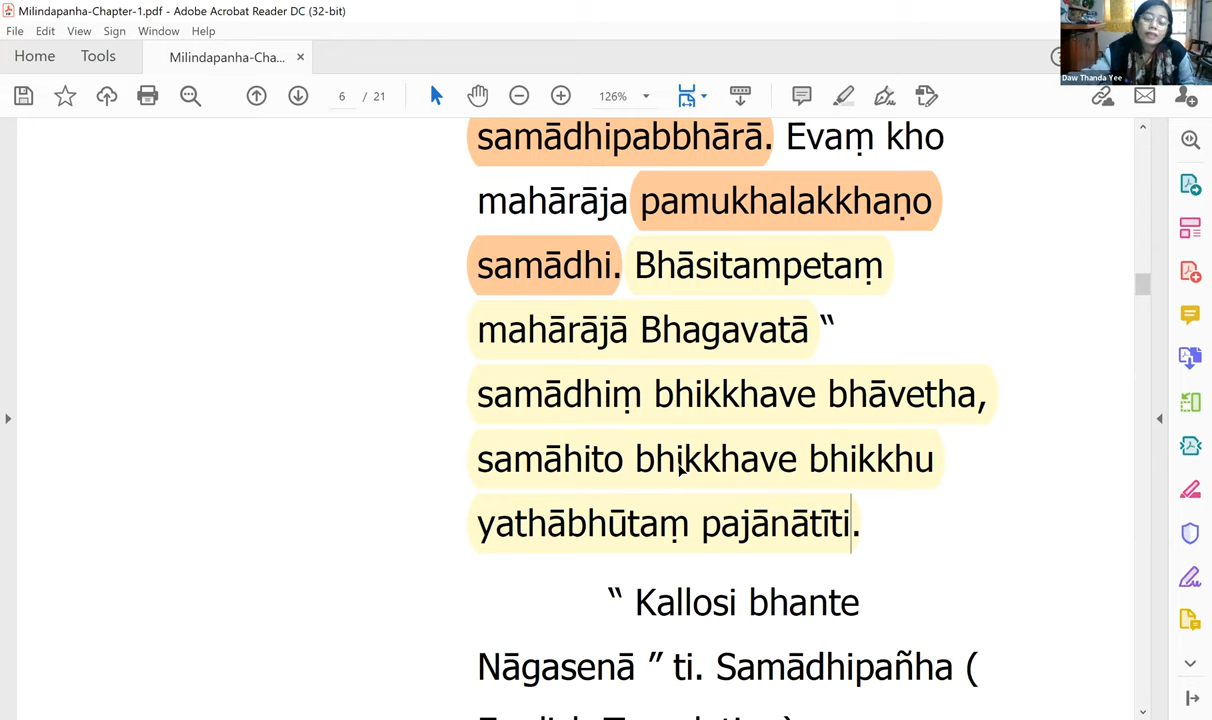 Milindapanha-Chapter-1.pdf - Adobe Acrobat Reader DC (32-bit)
File Edit View Sign Window Help
Home Tools Milindapanha-Cha... ×
6 / 21 126%
Daw Thanda Yee
samādhipabbhārā. Evaṃ kho
mahārāja pamukhalakkhaṇo
samādhi. Bhāsitampetaṃ
mahārājā Bhagavatā “
samādhiṃ bhikkhave bhāvetha,
samāhito bhikkhave bhikkhu
yathābhūtaṃ pajānātīti.
“ Kallosi bhante
Nāgasenā ” ti. Samādhipañha (